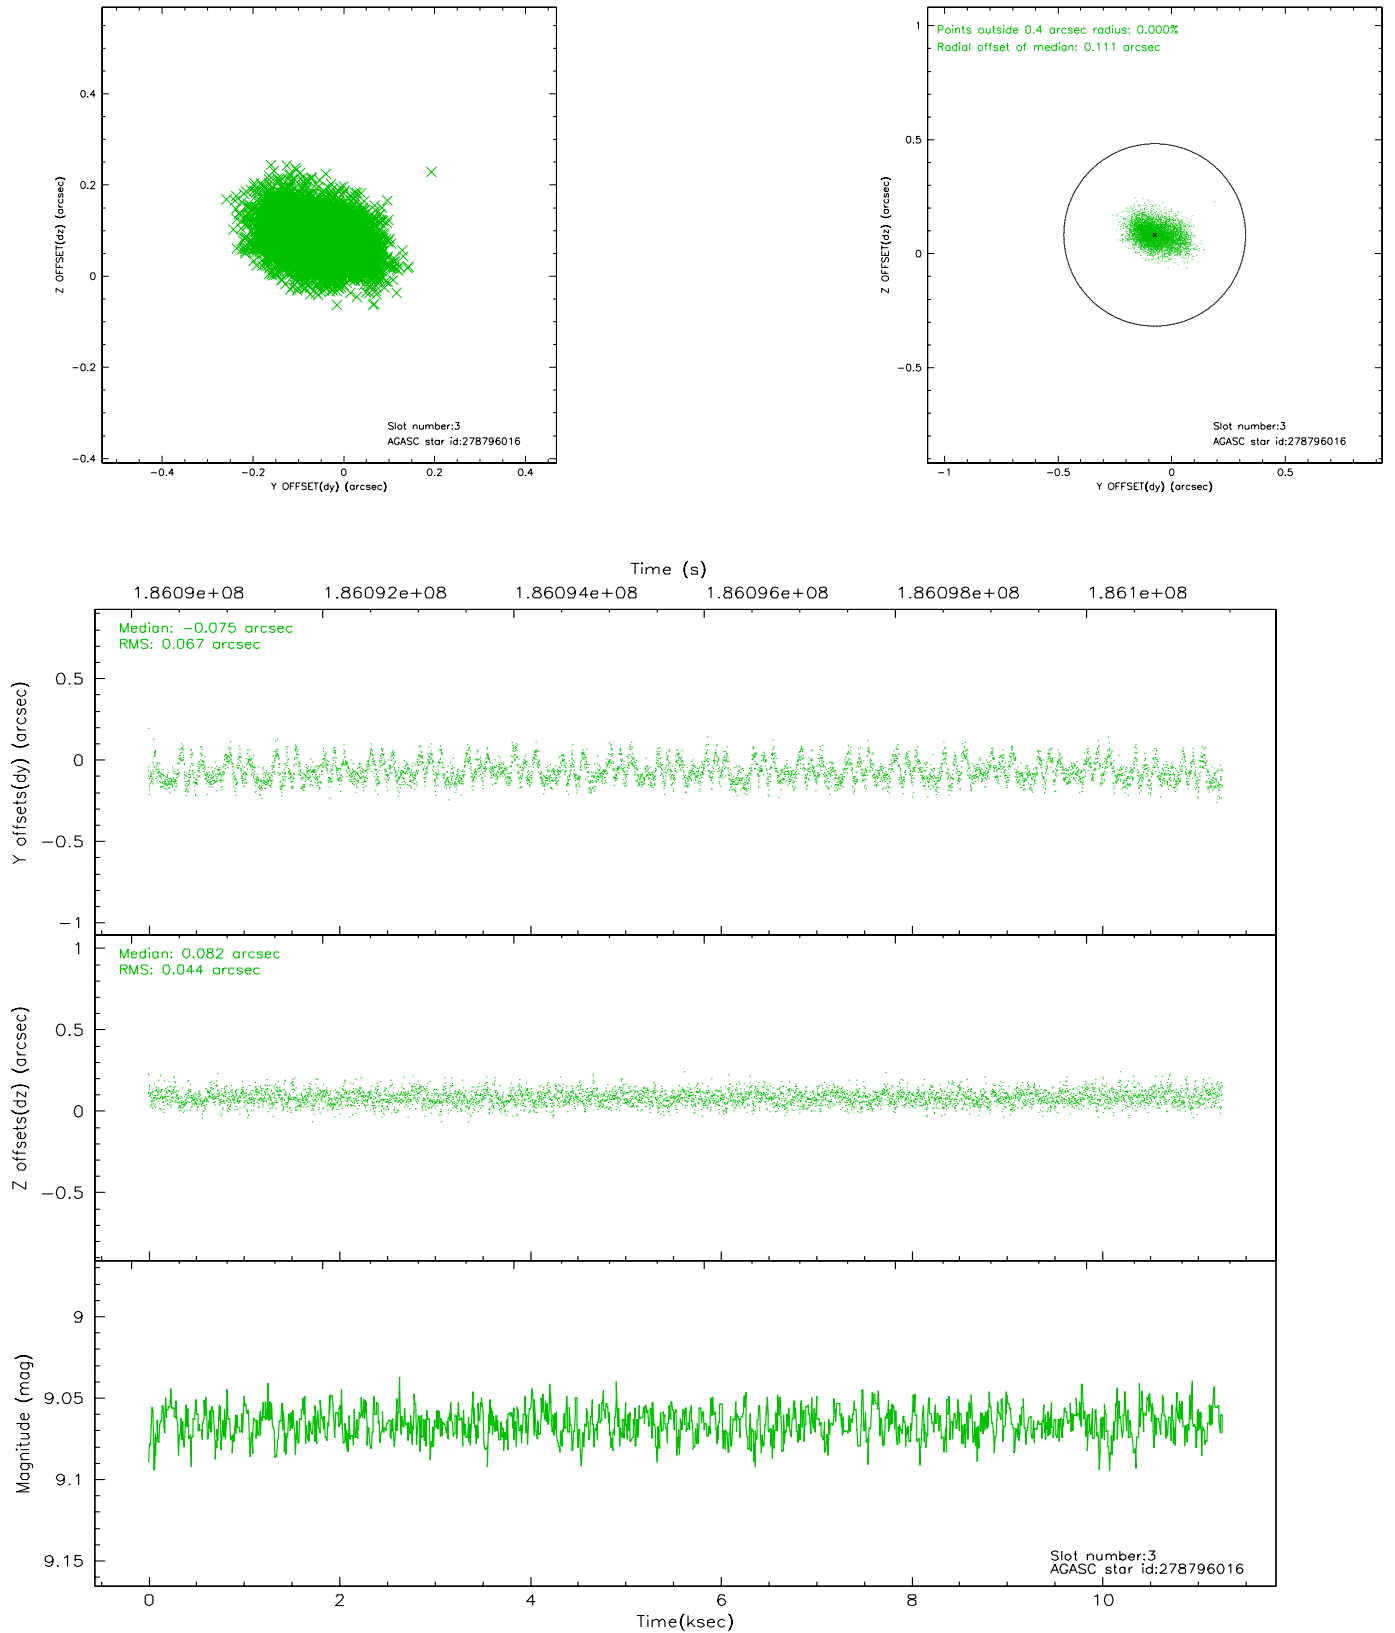 0.4
0.2
0
−0.2
−0.4
Z OFFSET(dz) (arcsec)
Slot number:3
AGASC star id:278796016
−0.4 −0.2 0 0.2 0.4
Y OFFSET(dy) (arcsec)
Points outside 0.4 arcsec radius: 0.000%
Radial offset of median: 0.111 arcsec
1
0.5
0
−0.5
Z OFFSET(dz) (arcsec)
Slot number:3
AGASC star id:278796016
−1 −0.5 0 0.5
Y OFFSET(dy) (arcsec)
Time (s)
1.8609e+08 1.86092e+08 1.86094e+08 1.86096e+08 1.86098e+08 1.861e+08
Median: −0.075 arcsec
RMS: 0.067 arcsec
0.5
0
−0.5
−1
Y offsets(dy) (arcsec)
Median: 0.082 arcsec
RMS: 0.044 arcsec
1
0.5
0
−0.5
Z offsets(dz) (arcsec)
9
9.05
9.1
9.15
Magnitude (mag)
Slot number:3
AGASC star id:278796016
0 2 4 6 8 10
Time(ksec)